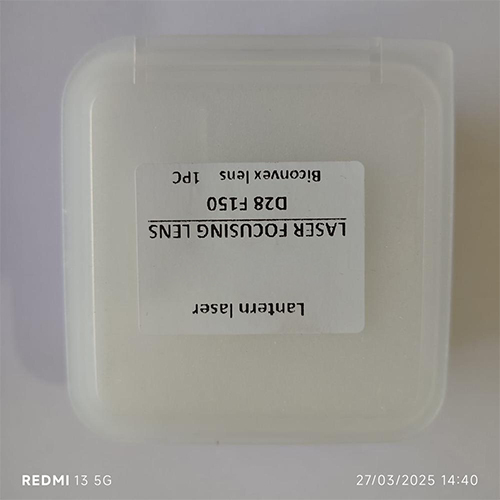 Lantern laser
LASER FOCUSING LENS
D28 F150
Biconvex lens 1PC
REDMI 13 5G
27/03/2025 14:40